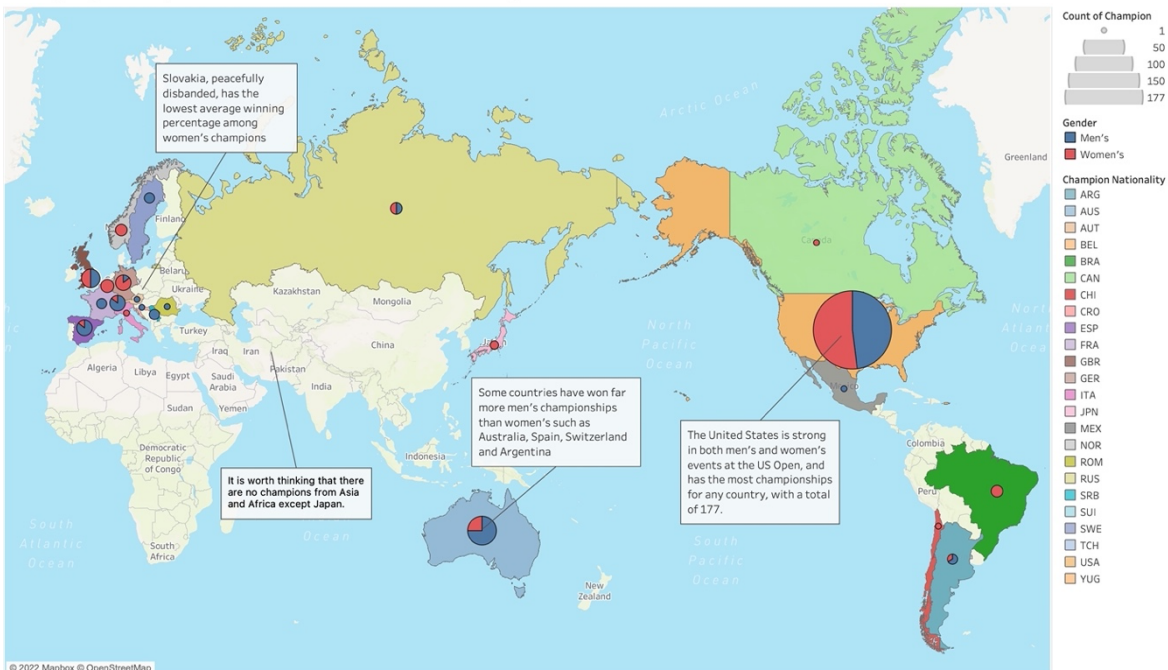 Slovakia, peacefully
disbanded, has the
lowest average winning
percentage among
women's champions
Arctic Ocean
Greenland
Finland
Belaru
Ukraine
Kazakhstan
Mongolia
Turkey
China
Iraq
Iran
Algeria
Libya
Egypt
Saudi
Arabia
Pakistan
India
Sudan
Yemen
Democratic
Republic
of Congo
Indonesia
South
Africa
New
Zealand
Colombia
Peru
Canada
North
Pacific
Ocean
South
Pacific
Ocean
South
Atlantic
Ocean
North
Ocean
Some countries have won far
more men's championships
than women's such as
Australia, Spain, Switzerland
and Argentina
It is worth thinking that there
are no champions from Asia
and Africa except Japan.
The United States is strong
in both men's and women's
events at the US Open, and
has the most championships
for any country, with a total
of 177.
© 2022 Mapbox © OpenStreetMap
Count of Champion
1
50
100
150
177
Gender
Men's
Women's
Champion Nationality
ARG
AUS
AUT
BEL
BRA
CAN
CHI
CRO
ESP
FRA
GBR
GER
ITA
JPN
MEX
NOR
ROM
RUS
SRB
SUI
SWE
TCH
USA
YUG